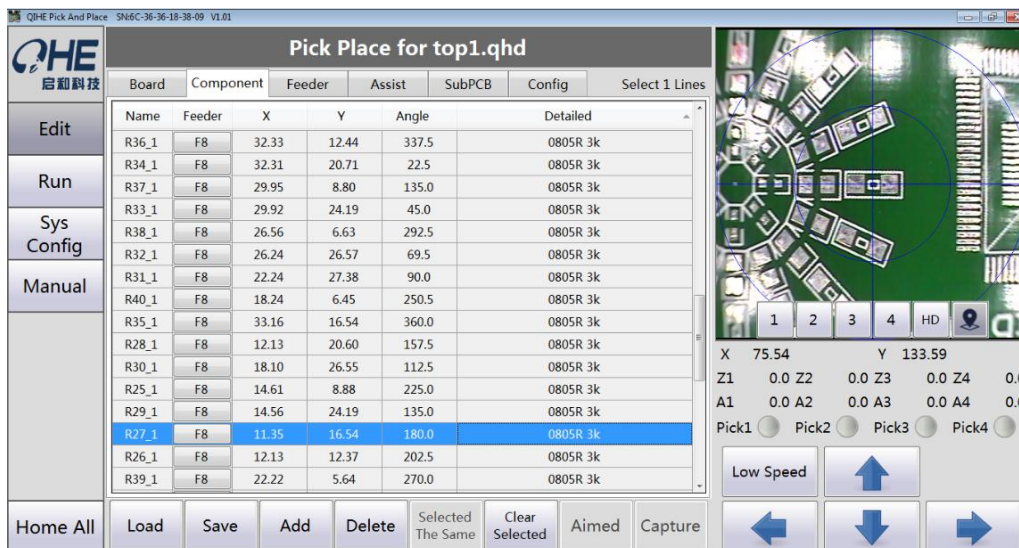 QIHE Pick And Place SN:6C-36-36-18-38-09 V1.01
QHE
启和科技
Edit
Run
Sys
Config
Manual
Home All
Pick Place for top1.qhd
Board Component Feeder Assist SubPCB Config Select 1 Lines
Name Feeder X Y Angle Detailed
R36_1 F8 32.33 12.44 337.5 0805R 3k
R34_1 F8 32.31 20.71 22.5 0805R 3k
R37_1 F8 29.95 8.80 135.0 0805R 3k
R33_1 F8 29.92 24.19 45.0 0805R 3k
R38_1 F8 26.56 6.63 292.5 0805R 3k
R32_1 F8 26.24 26.57 69.5 0805R 3k
R31_1 F8 22.24 27.38 90.0 0805R 3k
R40_1 F8 18.24 6.45 250.5 0805R 3k
R35_1 F8 33.16 16.54 360.0 0805R 3k
R28_1 F8 12.13 20.60 157.5 0805R 3k
R30_1 F8 18.10 26.55 112.5 0805R 3k
R25_1 F8 14.61 8.88 225.0 0805R 3k
R29_1 F8 14.56 24.19 135.0 0805R 3k
R27_1 F8 11.35 16.54 180.0 0805R 3k
R26_1 F8 12.13 12.37 202.5 0805R 3k
R39_1 F8 22.22 5.64 270.0 0805R 3k
Load Save Add Delete Selected The Same Clear Selected Aimed Capture
1 2 3 4 HD
X 75.54 Y 133.59
Z1 0.0 Z2 0.0 Z3 0.0 Z4 0.
A1 0.0 A2 0.0 A3 0.0 A4 0.
Pick1 Pick2 Pick3 Pick4
Low Speed